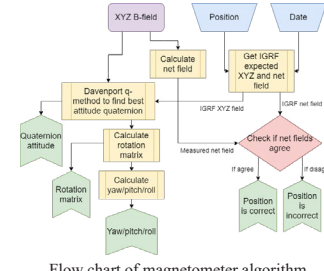 XYZ B-field
Position
Date
Calculate
net field
Get IGRF
expected
XYZ and net
field
Davenport q-
method to find best
attitude quaternion
IGRF XYZ field
IGRF net field
Quaternion
attitude
Calculate
rotation
matrix
Measured net field
Check if net fields
agree
Rotation
matrix
Calculate
yaw/pitch/roll
If agree
Yaw/pitch/roll
Position
is correct
Position
is
incorrect
Flow chart of magnetometer algorithm